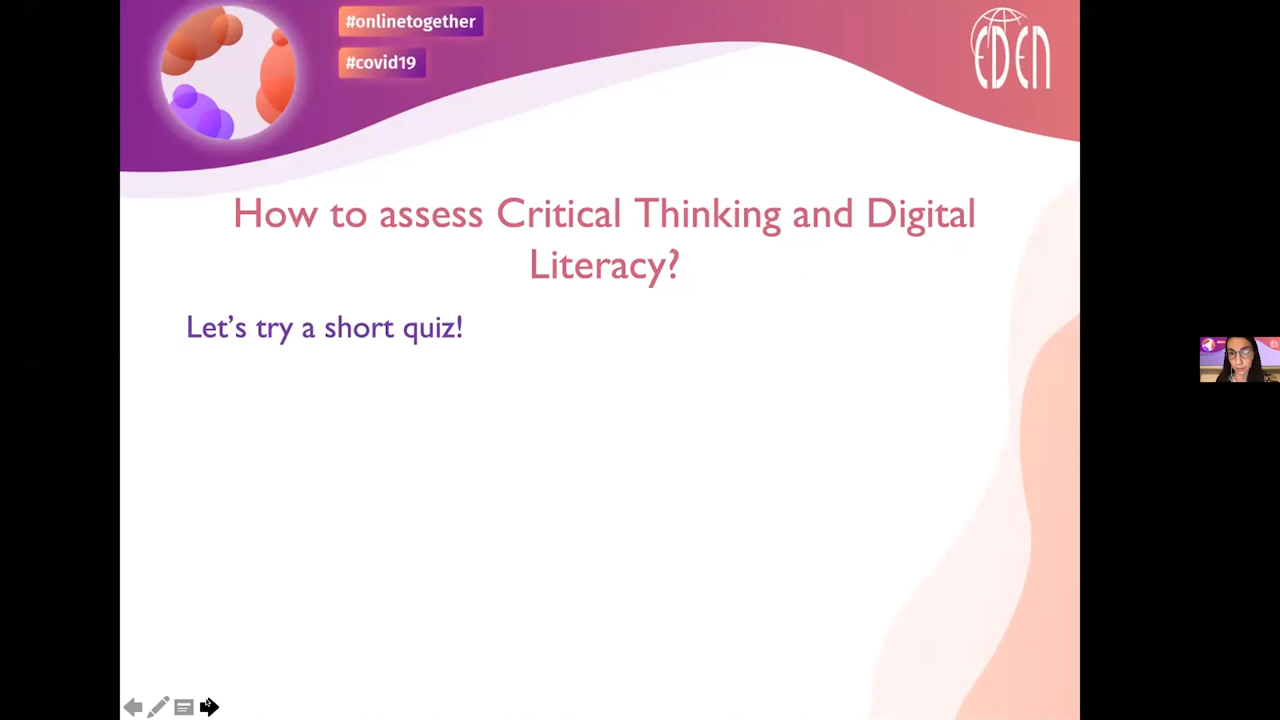 #onlinetogether
#covid19
EDEN
How to assess Critical Thinking and Digital
Literacy?
Let's try a short quiz!